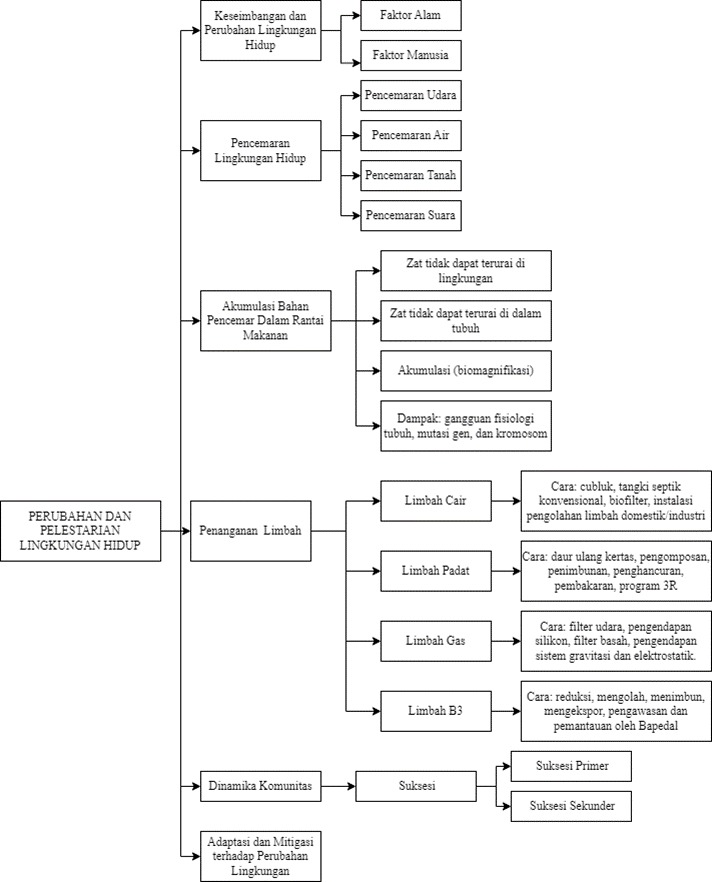 Keseimbangan dan
Perubahan Lingkungan
Hidup
Faktor Alam
Faktor Manusia
Pencemaran
Lingkungan Hidup
Pencemaran Udara
Pencemaran Air
Pencemaran Tanah
Pencemaran Suara
Akumulasi Bahan
Pencemar Dalam Rantai
Makanan
Zat tidak dapat terurai di
lingkungan
Zat tidak dapat terurai di dalam
tubuh
Akumulasi (biomagnifikasi)
Dampak: gangguan fisiologi
tubuh, mutasi gen, dan kromosom
PERUBAHAN DAN
PELESTARIAN
LINGKUNGAN HIDUP
Penanganan Limbah
Limbah Cair
Cara: cubluk, tangki septik
konvensional, biofilter, instalasi
pengolahan limbah domestik/industri
Limbah Padat
Cara: daur ulang kertas, pengomposan,
penimbunan, penghancuran,
pembakaran, program 3R
Limbah Gas
Cara: filter udara, pengendapan
silikon, filter basah, pengendapan
sistem gravitasi dan elektrostatik.
Limbah B3
Cara: reduksi, mengolah, menimbun,
mengekspor, pengawasan dan
pemantauan oleh Bapedal
Dinamika Komunitas
Suksesi
Suksesi Primer
Suksesi Sekunder
Adaptasi dan Mitigasi
terhadap Perubahan
Lingkungan